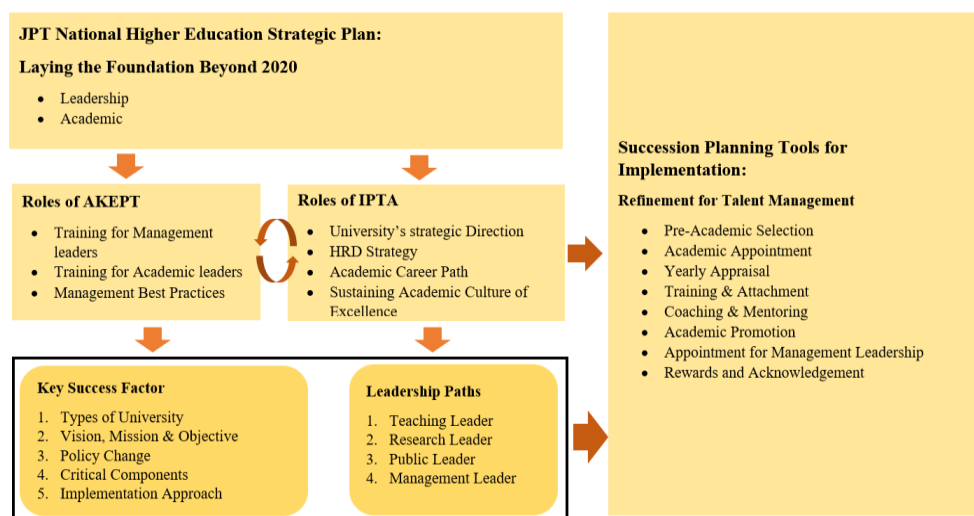 JPT National Higher Education Strategic Plan:
Laying the Foundation Beyond 2020
• Leadership
• Academic
Roles of AKEPT
• Training for Management
leaders
• Training for Academic leaders
• Management Best Practices
Roles of IPTA
• University's strategic Direction
• HRD Strategy
• Academic Career Path
• Sustaining Academic Culture of
Excellence
Key Success Factor
1. Types of University
2. Vision, Mission & Objective
3. Policy Change
4. Critical Components
5. Implementation Approach
Leadership Paths
1. Teaching Leader
2. Research Leader
3. Public Leader
4. Management Leader
Succession Planning Tools for
Implementation:
Refinement for Talent Management
• Pre-Academic Selection
• Academic Appointment
• Yearly Appraisal
• Training & Attachment
• Coaching & Mentoring
• Academic Promotion
• Appointment for Management Leadership
• Rewards and Acknowledgement